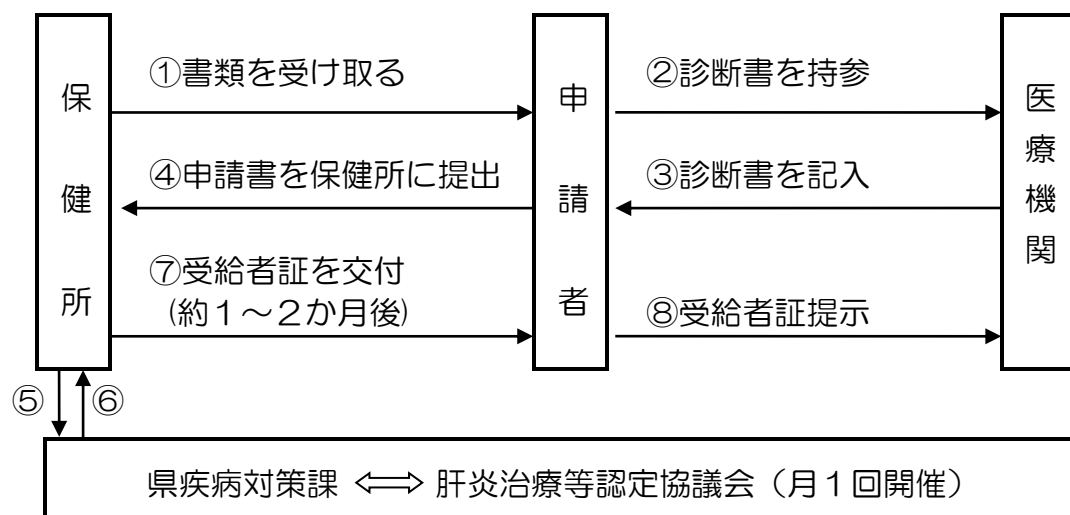 保健所
申請者
医療機関
①書類を受け取る
②診断書を持参
④申請書を保健所に提出
③診断書を記入
⑦受給者証を交付
(約１～２か月後)
⑧受給者証提示
⑤
⑥
県疾病対策課 ⇔ 肝炎治療等認定協議会（月１回開催）